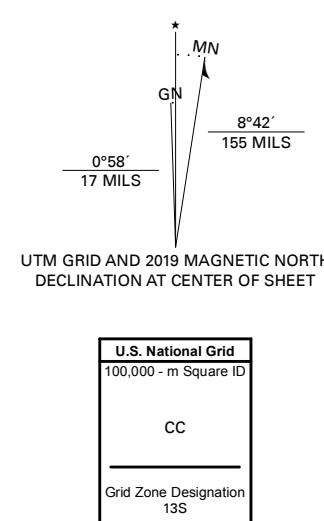 ★
MN
GN
8°42´
155 MILS
0°58´
17 MILS
UTM GRID AND 2019 MAGNETIC NORTH
DECLINATION AT CENTER OF SHEET
U.S. National Grid
100,000 - m Square ID
CC
Grid Zone Designation
13S